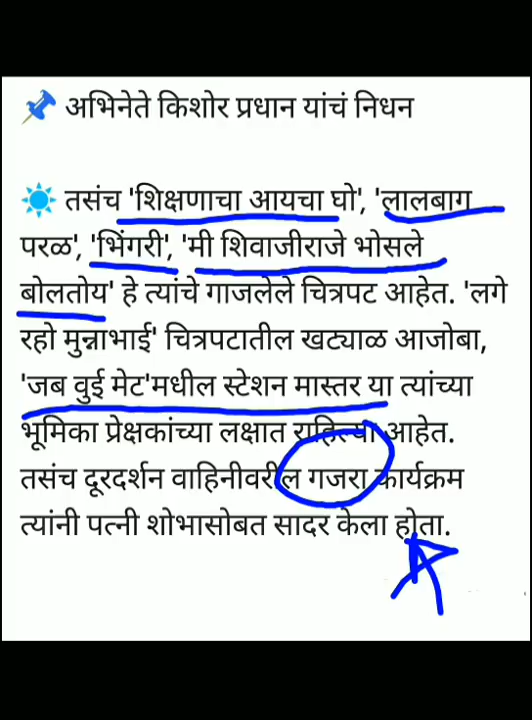 अभिनेते किशोर प्रधान यांचं निधन
तसंच 'शिक्षणाचा आयचा घो', 'लालबाग
परळ', 'भिंगरी', 'मी शिवाजीराजे भोसले
बोलतोय' हे त्यांचे गाजलेले चित्रपट आहेत. 'लगे
रहो मुन्नाभाई' चित्रपटातील खट्याळ आजोबा,
'जब वुई मेट'मधील स्टेशन मास्तर या त्यांच्या
भूमिका प्रेक्षकांच्या लक्षात राहिल्या आहेत.
तसंच दूरदर्शन वाहिनीवरील गजरा कार्यक्रम
त्यांनी पत्नी शोभासोबत सादर केला होता.